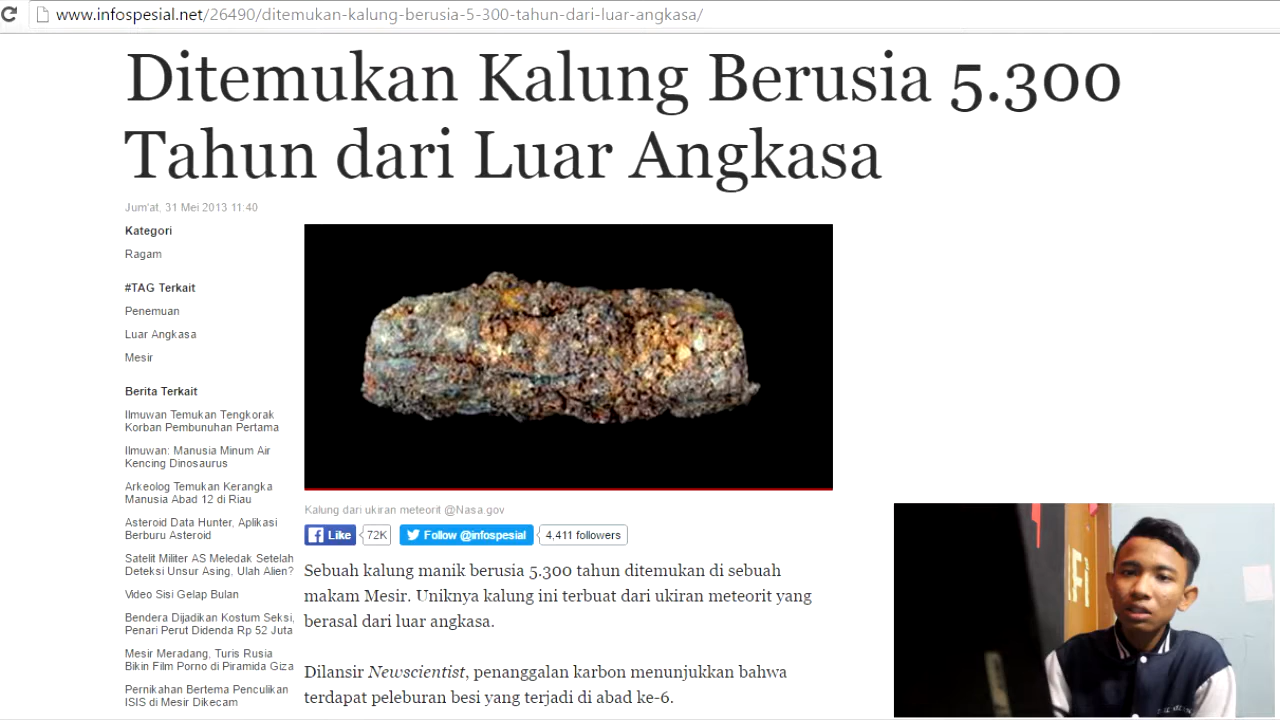 www.infospesial.net/26490/ditemukan-kalung-berusia-5-300-tahun-dari-luar-angkasa/
Ditemukan Kalung Berusia 5.300
Tahun dari Luar Angkasa
Jum'at, 31 Mei 2013 11:40
Kategori
Ragam
#TAG Terkait
Penemuan
Luar Angkasa
Mesir
Berita Terkait
Ilmuwan Temukan Tengkorak
Korban Pembunuhan Pertama
Ilmuwan: Manusia Minum Air
Kencing Dinosaurus
Arkeolog Temukan Kerangka
Manusia Abad 12 di Riau
Asteroid Data Hunter, Aplikasi
Berburu Asteroid
Satelit Militer AS Meledak Setelah
Deteksi Unsur Asing, Ulah Alien?
Video Sisi Gelap Bulan
Bendera Dijadikan Kostum Seksi,
Penari Perut Didenda Rp 52 Juta
Mesir Meradang, Turis Rusia
Bikin Film Porno di Piramida Giza
Pernikahan Bertema Penculikan
ISIS di Mesir Dikecam
Kalung dari ukiran meteorit @Nasa.gov
Like 72K Follow @infospesial 4,411 followers
Sebuah kalung manik berusia 5.300 tahun ditemukan di sebuah
makam Mesir. Uniknya kalung ini terbuat dari ukiran meteorit yang
berasal dari luar angkasa.
Dilansir Newscientist, penanggalan karbon menunjukkan bahwa
terdapat peleburan besi yang terjadi di abad ke-6.